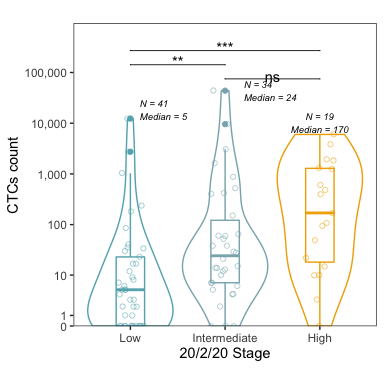 ***
**
ns
N = 34
Median = 24
N = 41
Median = 5
N = 19
Median = 170
CTCs count
100,000
10,000
1,000
100
10
1
0
Low
Intermediate
High
20/2/20 Stage